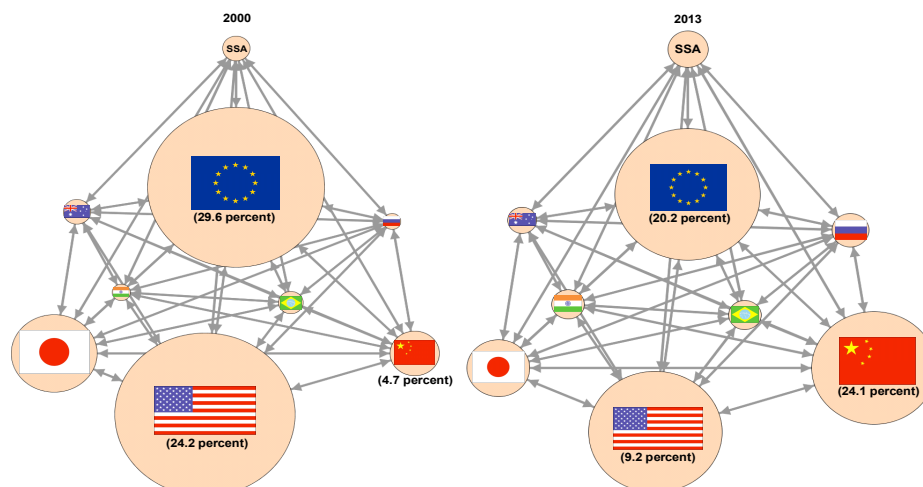 2000
SSA
(29.6 percent)
(4.7 percent)
(24.2 percent)
2013
SSA
(20.2 percent)
(24.1 percent)
(9.2 percent)